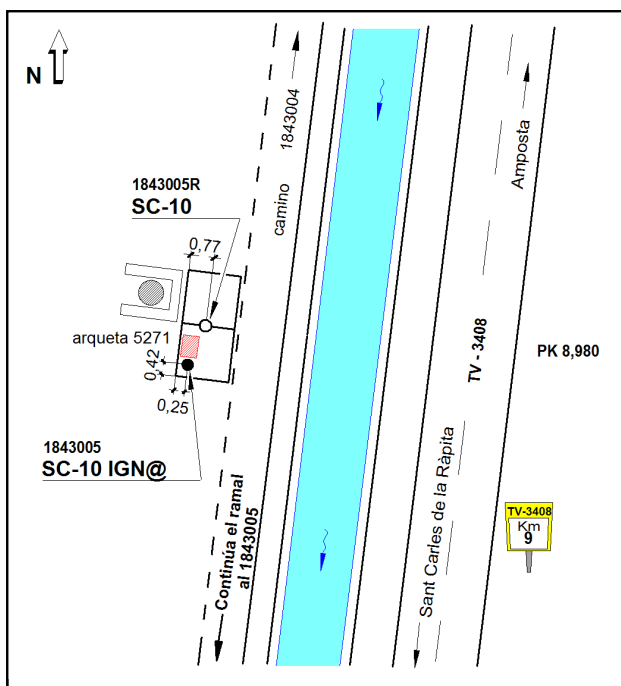 N
1843004
camino
Amposta
1843005R
SC-10
0,77
arqueta 5271
0,42
0,25
TV - 3408
PK 8,980
1843005
SC-10 IGN@
Continúa el ramal
al 1843005
Sant Carles de la Ràpita
TV-3408
Km
9